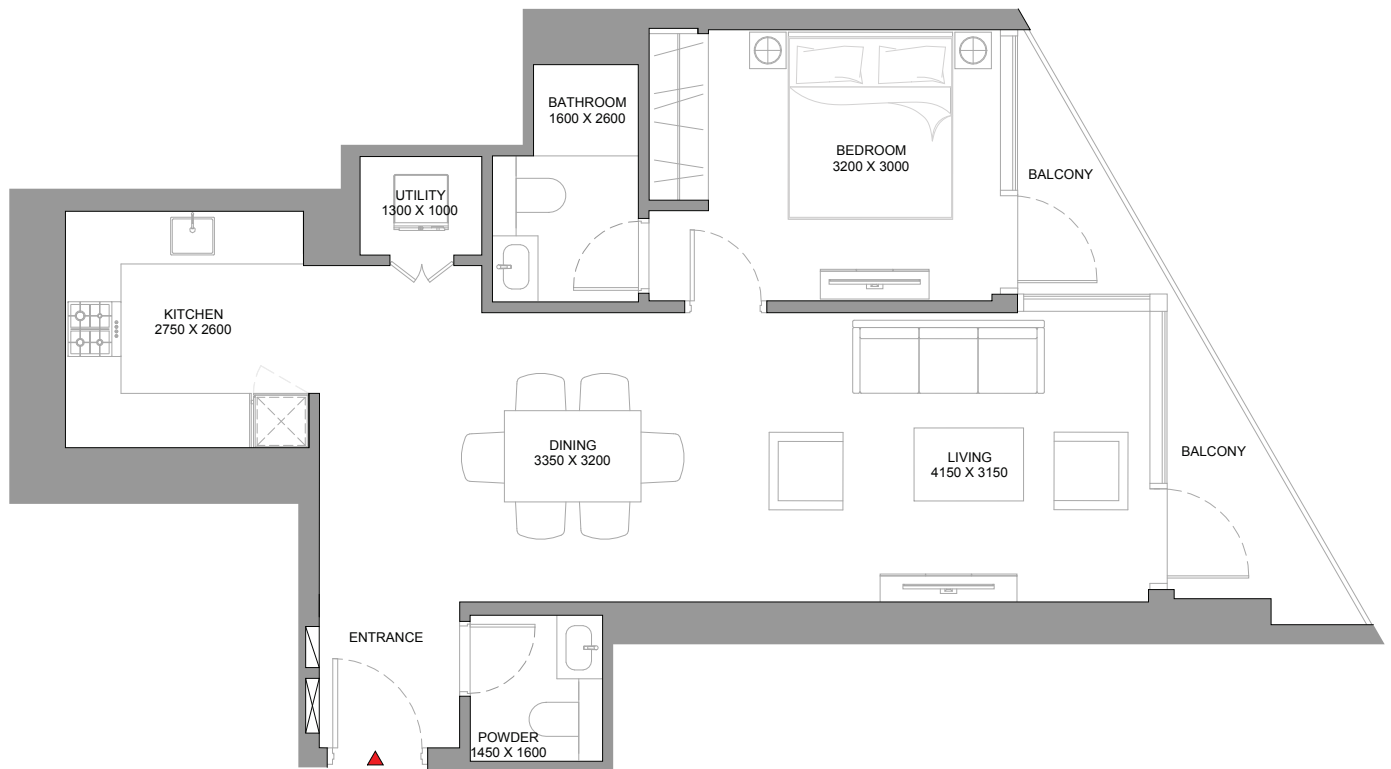 BATHROOM
1600 X 2600
BEDROOM
3200 X 3000
BALCONY
UTILITY
1300 X 1000
KITCHEN
2750 X 2600
DINING
3350 X 3200
LIVING
4150 X 3150
BALCONY
ENTRANCE
POWDER
1450 X 1600